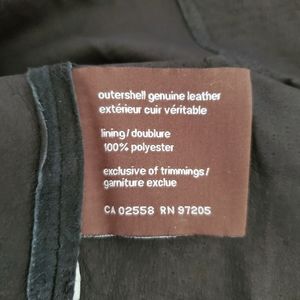 outershell genuine leather
extérieur cuir véritable
lining/doublure
100% polyester
exclusive of trimmings/
garniture exclue
CA 02558 RN 97205